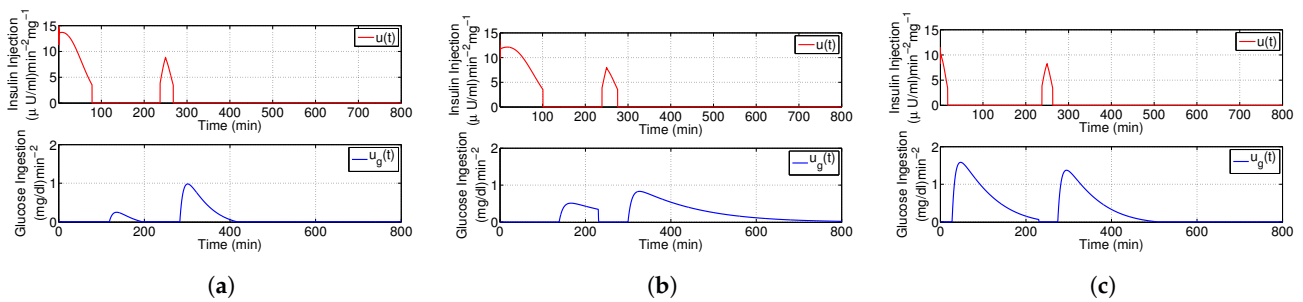 Insulin Injection
(μ U/ml)min⁻²mg⁻¹
15
10
5
0
100 200 300 400 500 600 700 800
Time (min)
u(t)
Glucose Ingestion
(mg/dl)min⁻²
2
1
0
0 200 400 600 800
Time (min)
u_g(t)
(a)
Insulin Injection
(μ U/ml)min⁻²mg⁻¹
15
10
5
0
100 200 300 400 500 600 700 800
Time (min)
u(t)
Glucose Ingestion
(mg/dl)min⁻²
2
1
0
0 200 400 600 800
Time (min)
u_g(t)
(b)
Insulin Injection
(μ U/ml)min⁻²mg⁻¹
15
10
5
0
100 200 300 400 500 600 700 800
Time (min)
u(t)
Glucose Ingestion
(mg/dl)min⁻²
2
1
0
0 200 400 600 800
Time (min)
u_g(t)
(c)